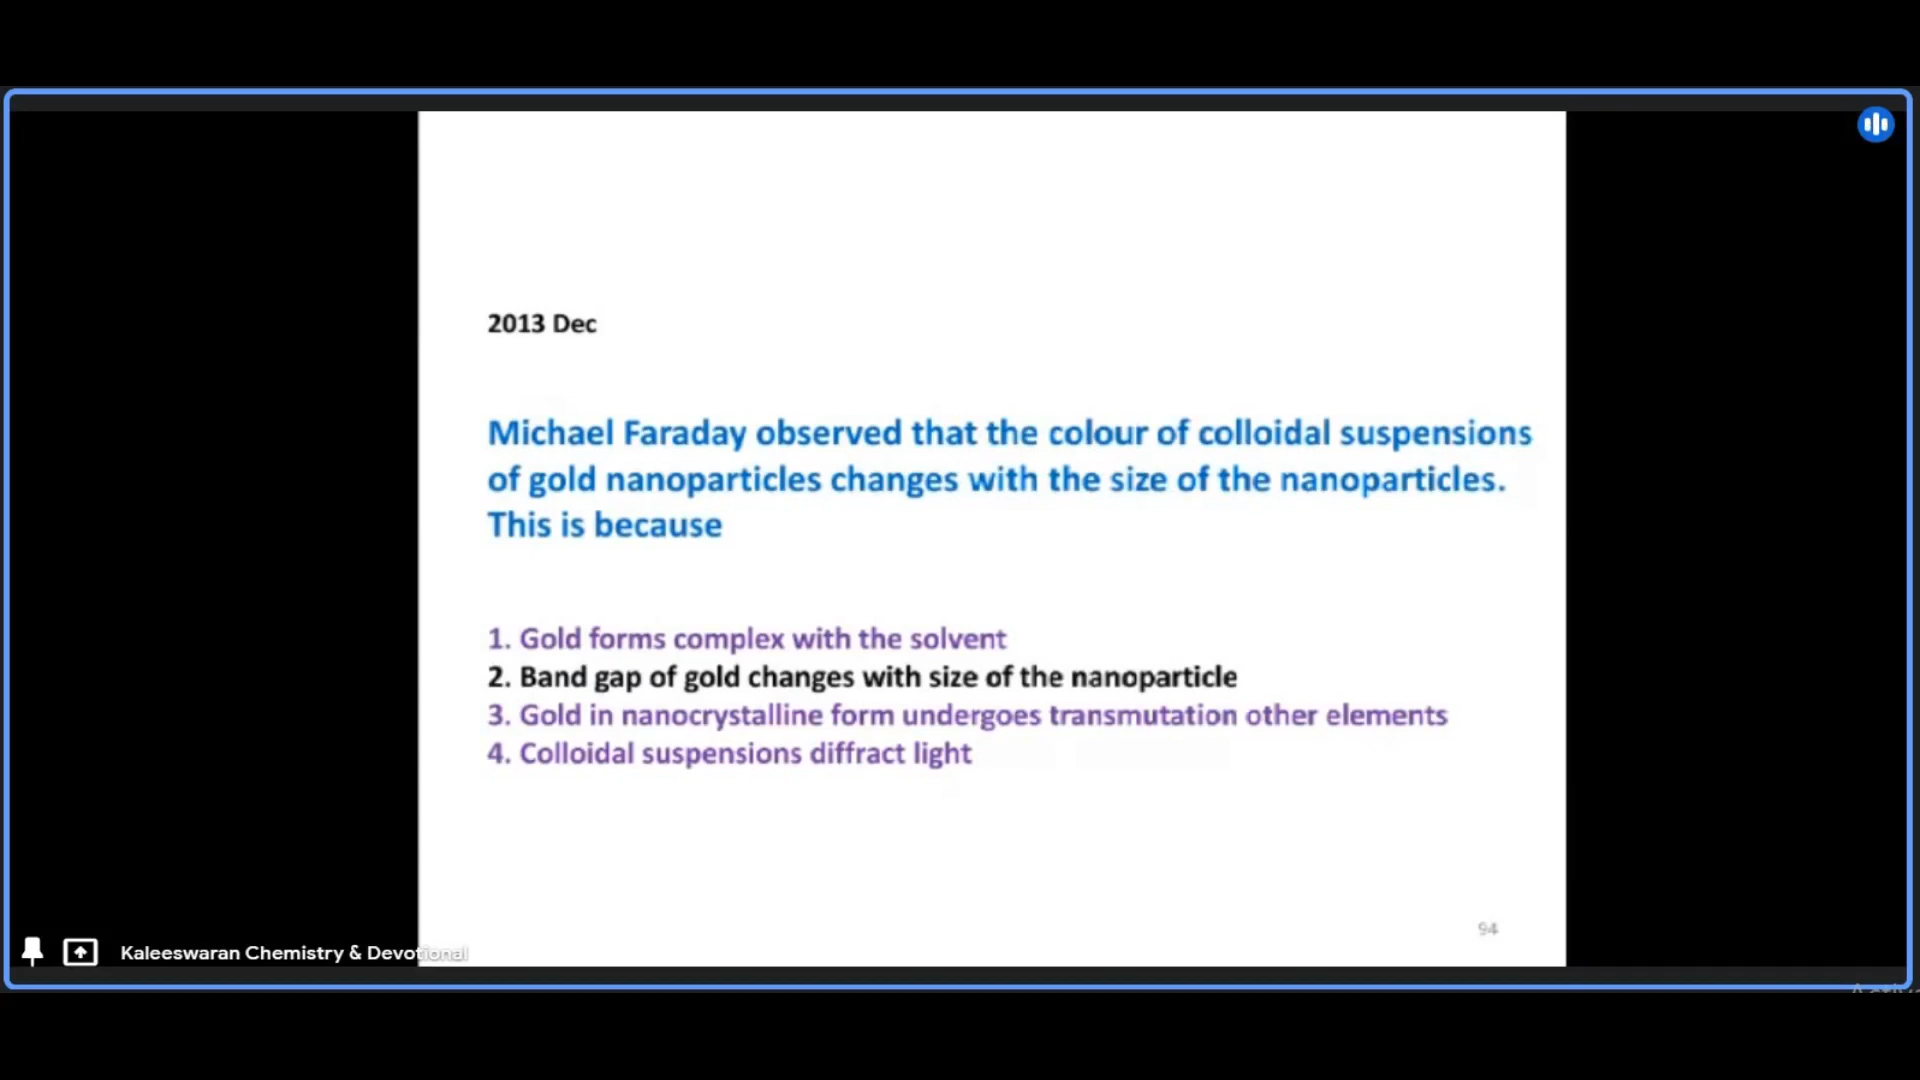 2013 Dec
Michael Faraday observed that the colour of colloidal suspensions
of gold nanoparticles changes with the size of the nanoparticles.
This is because
1. Gold forms complex with the solvent
2. Band gap of gold changes with size of the nanoparticle
3. Gold in nanocrystalline form undergoes transmutation other elements
4. Colloidal suspensions diffract light
94
Kaleeswaran Chemistry & Devotional